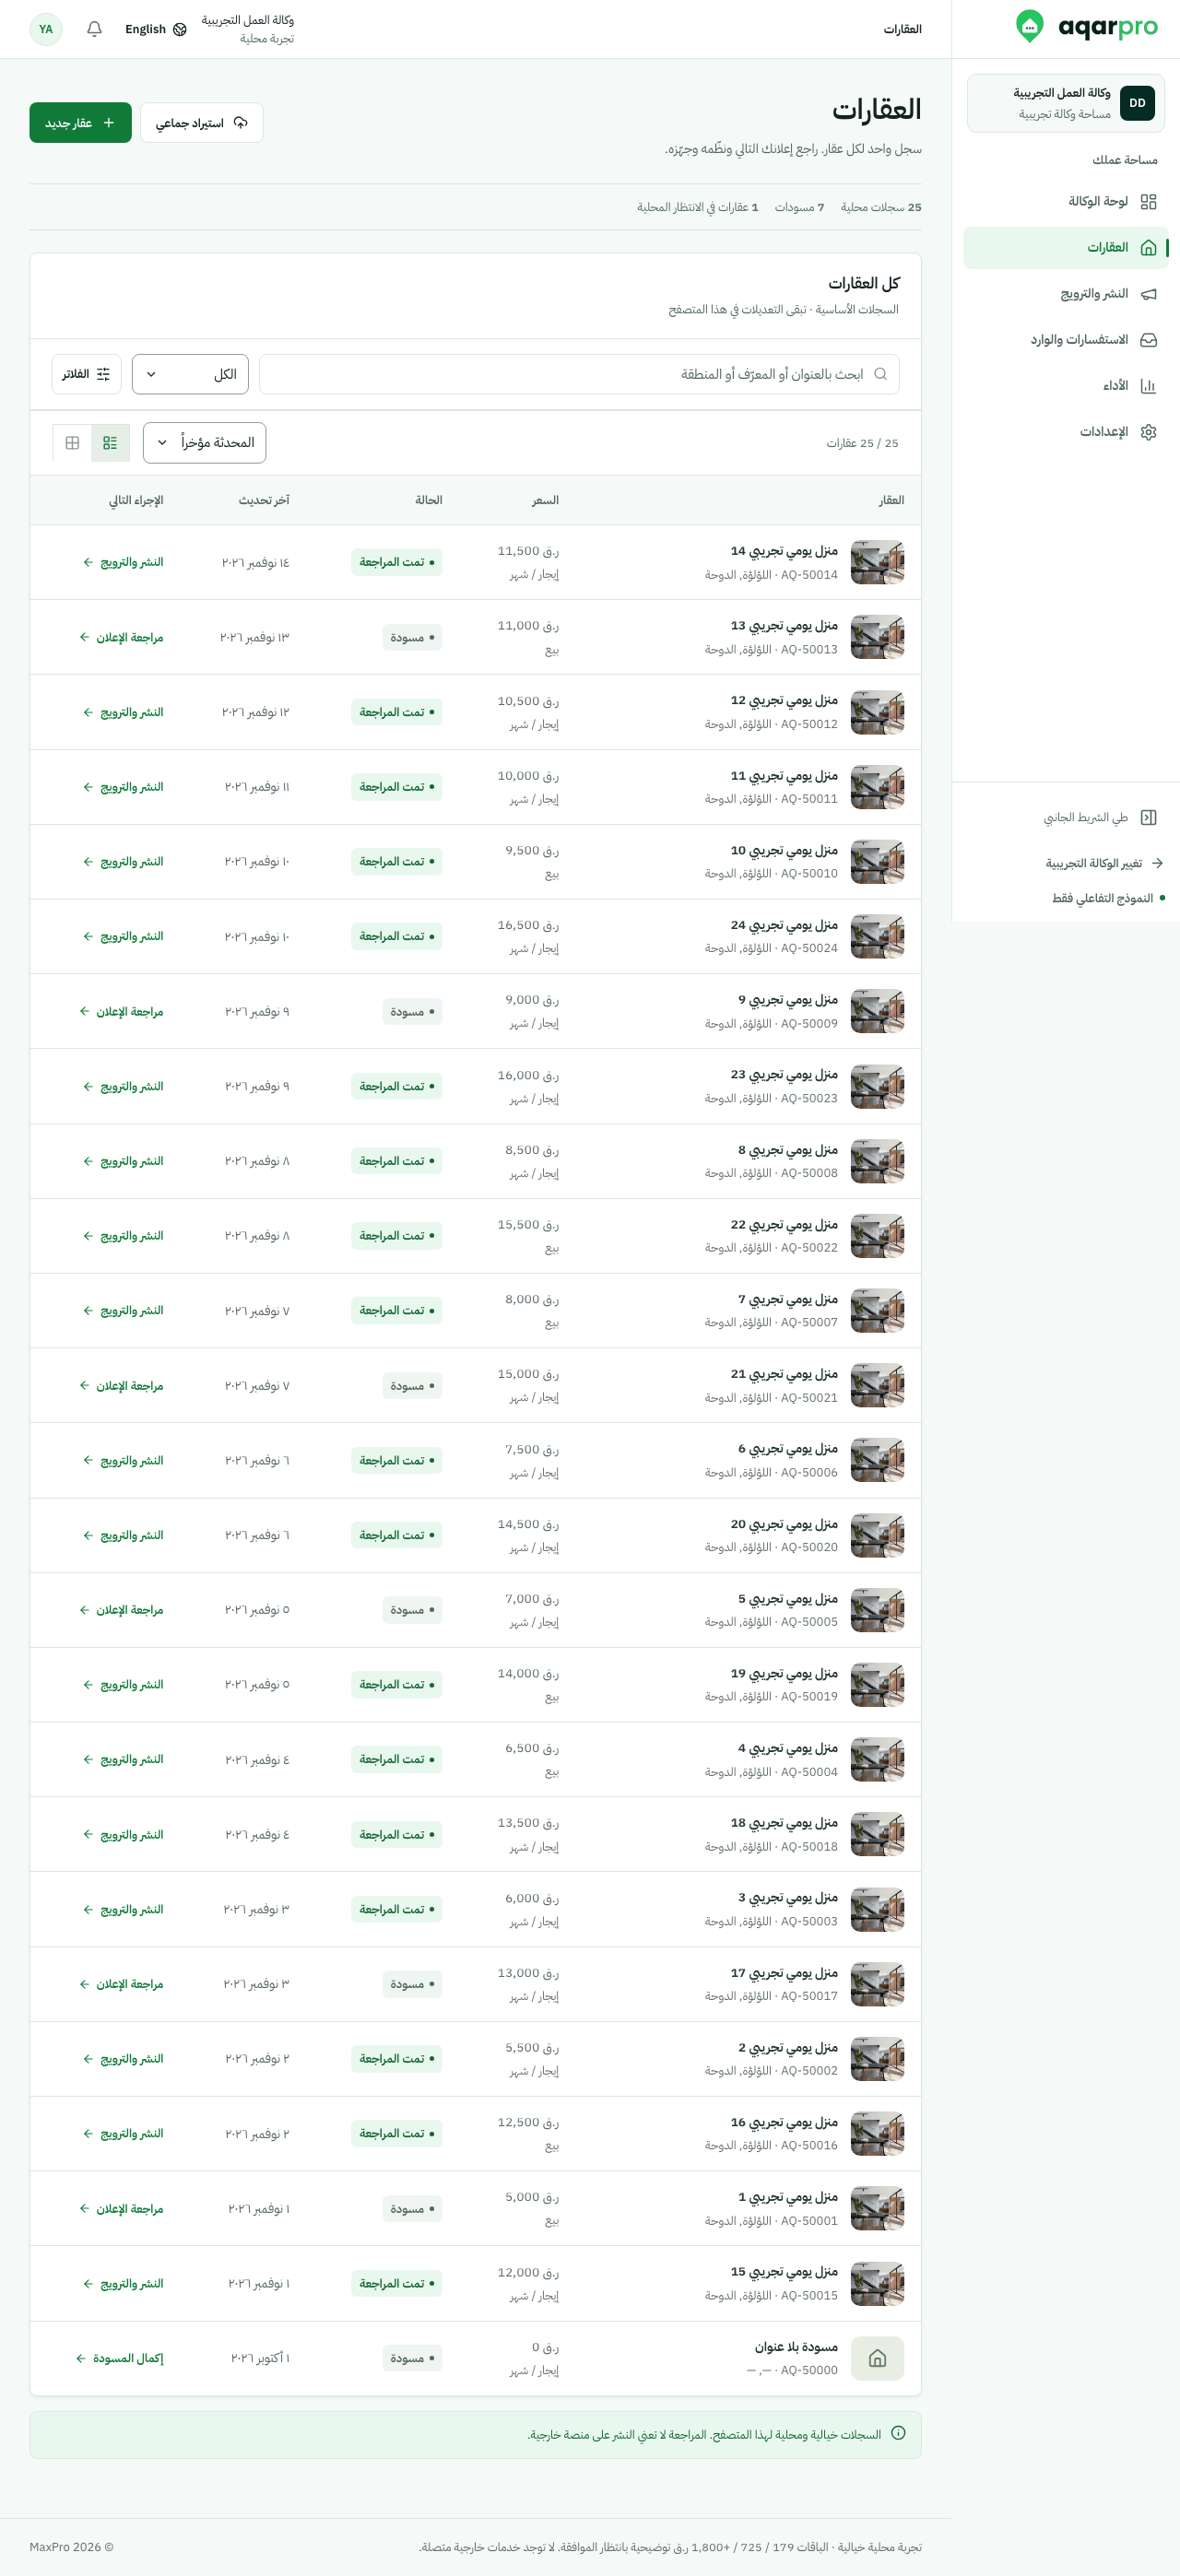 aqarpro
العقارات
وكالة العمل التجريبية
تجربة محلية
English
YA
DD
وكالة العمل التجريبية
مساحة وكالة تجريبية
مساحة عملك
لوحة الوكالة
العقارات
النشر والترويج
الاستفسارات والوارد
الأداء
الإعدادات
طي الشريط الجانبي
تغيير الوكالة التجريبية
النموذج التفاعلي فقط
العقارات
سجل واحد لكل عقار. راجع إعلانك التالي ونظّمه وجهّزه.
استيراد جماعي
عقار جديد
25 سجلات محلية 7 مسودات 1 عقارات في الانتظار المحلية
كل العقارات
السجلات الأساسية · تبقى التعديلات في هذا المتصفح
ابحث بالعنوان أو المعرّف أو المنطقة
الكل
الفلاتر
25 / 25 عقارات
المحدثة مؤخراً
العقار السعر الحالة آخر تحديث الإجراء التالي
منزل يومي تجريبي 14
AQ-50014 · اللؤلؤة, الدوحة
ر.ق 11,500
إيجار / شهر
تمت المراجعة
١٤ نوفمبر ٢٠٢٦
النشر والترويج
منزل يومي تجريبي 13
AQ-50013 · اللؤلؤة, الدوحة
ر.ق 11,000
بيع
مسودة
١٣ نوفمبر ٢٠٢٦
مراجعة الإعلان
منزل يومي تجريبي 12
AQ-50012 · اللؤلؤة, الدوحة
ر.ق 10,500
إيجار / شهر
تمت المراجعة
١٢ نوفمبر ٢٠٢٦
النشر والترويج
منزل يومي تجريبي 11
AQ-50011 · اللؤلؤة, الدوحة
ر.ق 10,000
إيجار / شهر
تمت المراجعة
١١ نوفمبر ٢٠٢٦
النشر والترويج
منزل يومي تجريبي 10
AQ-50010 · اللؤلؤة, الدوحة
ر.ق 9,500
بيع
تمت المراجعة
١٠ نوفمبر ٢٠٢٦
النشر والترويج
منزل يومي تجريبي 24
AQ-50024 · اللؤلؤة, الدوحة
ر.ق 16,500
إيجار / شهر
تمت المراجعة
١٠ نوفمبر ٢٠٢٦
النشر والترويج
منزل يومي تجريبي 9
AQ-50009 · اللؤلؤة, الدوحة
ر.ق 9,000
إيجار / شهر
مسودة
٩ نوفمبر ٢٠٢٦
مراجعة الإعلان
منزل يومي تجريبي 23
AQ-50023 · اللؤلؤة, الدوحة
ر.ق 16,000
إيجار / شهر
تمت المراجعة
٩ نوفمبر ٢٠٢٦
النشر والترويج
منزل يومي تجريبي 8
AQ-50008 · اللؤلؤة, الدوحة
ر.ق 8,500
إيجار / شهر
تمت المراجعة
٨ نوفمبر ٢٠٢٦
النشر والترويج
منزل يومي تجريبي 22
AQ-50022 · اللؤلؤة, الدوحة
ر.ق 15,500
بيع
تمت المراجعة
٨ نوفمبر ٢٠٢٦
النشر والترويج
منزل يومي تجريبي 7
AQ-50007 · اللؤلؤة, الدوحة
ر.ق 8,000
بيع
تمت المراجعة
٧ نوفمبر ٢٠٢٦
النشر والترويج
منزل يومي تجريبي 21
AQ-50021 · اللؤلؤة, الدوحة
ر.ق 15,000
إيجار / شهر
مسودة
٧ نوفمبر ٢٠٢٦
مراجعة الإعلان
منزل يومي تجريبي 6
AQ-50006 · اللؤلؤة, الدوحة
ر.ق 7,500
إيجار / شهر
تمت المراجعة
٦ نوفمبر ٢٠٢٦
النشر والترويج
منزل يومي تجريبي 20
AQ-50020 · اللؤلؤة, الدوحة
ر.ق 14,500
إيجار / شهر
تمت المراجعة
٦ نوفمبر ٢٠٢٦
النشر والترويج
منزل يومي تجريبي 5
AQ-50005 · اللؤلؤة, الدوحة
ر.ق 7,000
إيجار / شهر
مسودة
٥ نوفمبر ٢٠٢٦
مراجعة الإعلان
منزل يومي تجريبي 19
AQ-50019 · اللؤلؤة, الدوحة
ر.ق 14,000
بيع
تمت المراجعة
٥ نوفمبر ٢٠٢٦
النشر والترويج
منزل يومي تجريبي 4
AQ-50004 · اللؤلؤة, الدوحة
ر.ق 6,500
بيع
تمت المراجعة
٤ نوفمبر ٢٠٢٦
النشر والترويج
منزل يومي تجريبي 18
AQ-50018 · اللؤلؤة, الدوحة
ر.ق 13,500
إيجار / شهر
تمت المراجعة
٤ نوفمبر ٢٠٢٦
النشر والترويج
منزل يومي تجريبي 3
AQ-50003 · اللؤلؤة, الدوحة
ر.ق 6,000
إيجار / شهر
تمت المراجعة
٣ نوفمبر ٢٠٢٦
النشر والترويج
منزل يومي تجريبي 17
AQ-50017 · اللؤلؤة, الدوحة
ر.ق 13,000
إيجار / شهر
مسودة
٣ نوفمبر ٢٠٢٦
مراجعة الإعلان
منزل يومي تجريبي 2
AQ-50002 · اللؤلؤة, الدوحة
ر.ق 5,500
إيجار / شهر
تمت المراجعة
٢ نوفمبر ٢٠٢٦
النشر والترويج
منزل يومي تجريبي 16
AQ-50016 · اللؤلؤة, الدوحة
ر.ق 12,500
بيع
تمت المراجعة
٢ نوفمبر ٢٠٢٦
النشر والترويج
منزل يومي تجريبي 1
AQ-50001 · اللؤلؤة, الدوحة
ر.ق 5,000
بيع
مسودة
١ نوفمبر ٢٠٢٦
مراجعة الإعلان
منزل يومي تجريبي 15
AQ-50015 · اللؤلؤة, الدوحة
ر.ق 12,000
إيجار / شهر
تمت المراجعة
١ نوفمبر ٢٠٢٦
النشر والترويج
مسودة بلا عنوان
AQ-50000 · —, —
ر.ق 0
إيجار / شهر
مسودة
١ أكتوبر ٢٠٢٦
إكمال المسودة
السجلات خيالية ومحلية لهذا المتصفح. المراجعة لا تعني النشر على منصة خارجية.
تجربة محلية خيالية · الباقات 179 / 725 / +1,800 ر.ق توضيحية بانتظار الموافقة. لا توجد خدمات خارجية متصلة.
© 2026 MaxPro